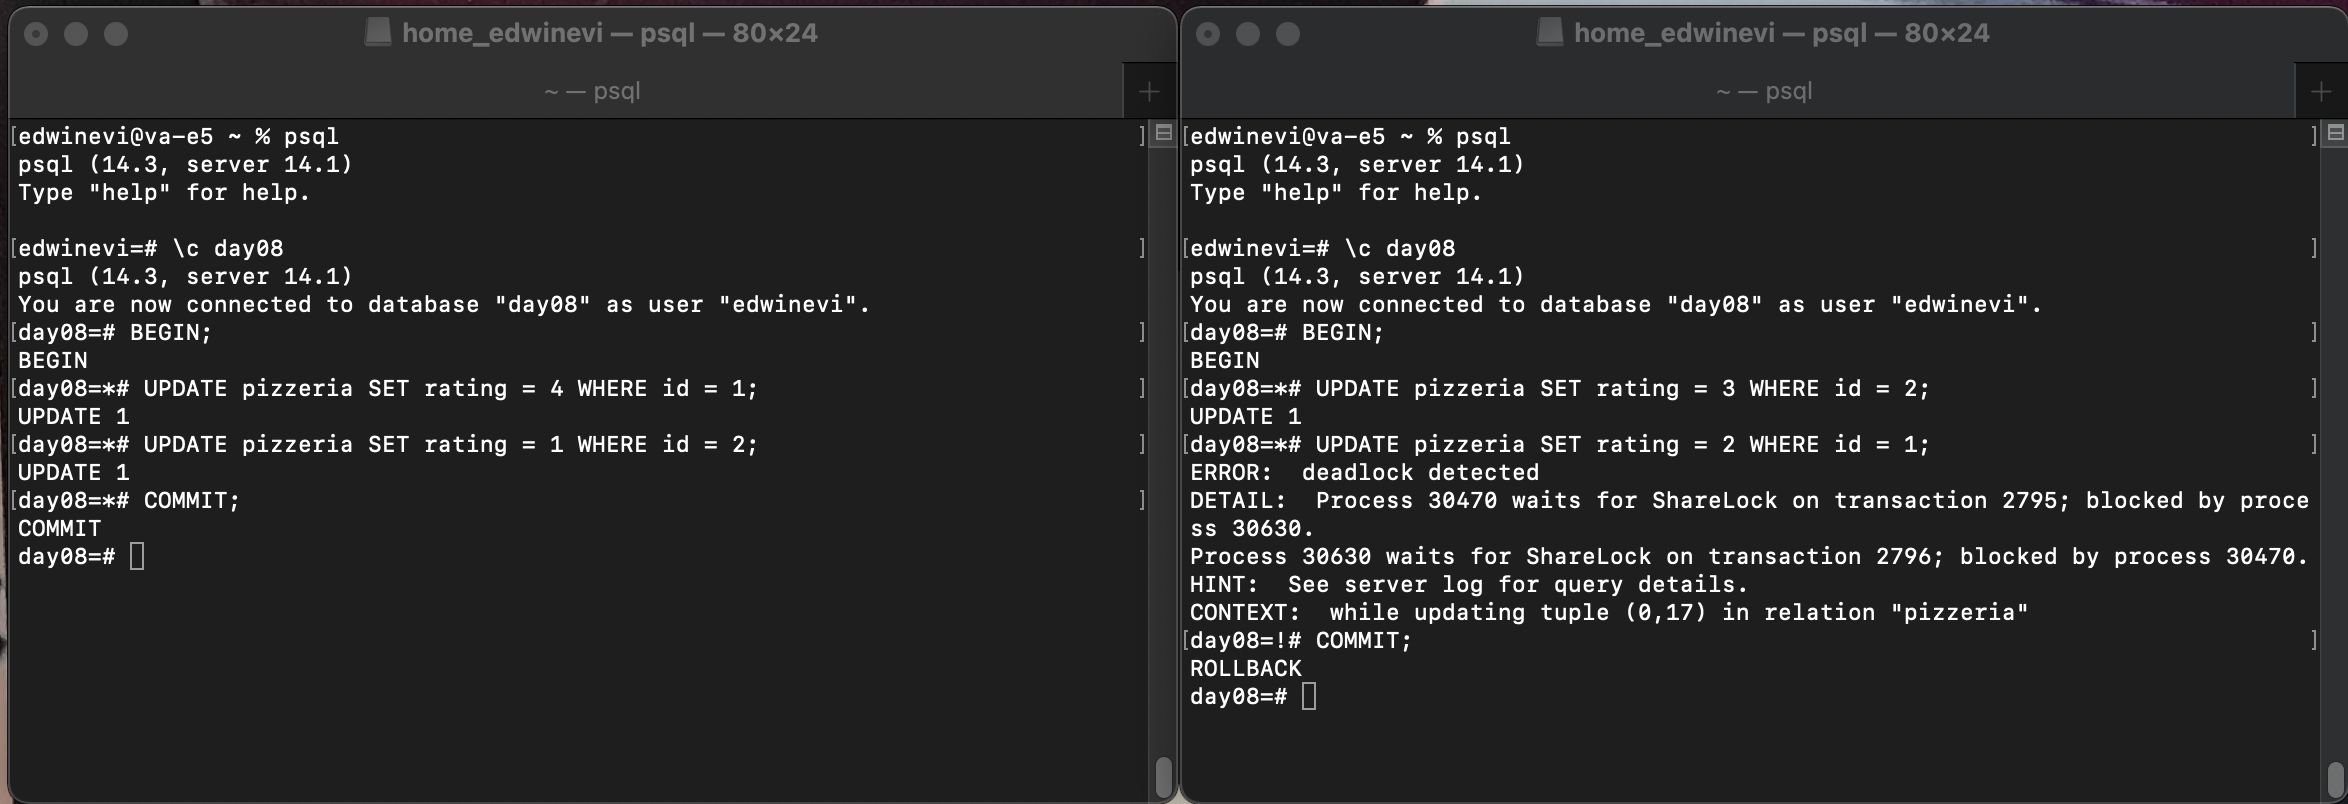 home_edwinevi — psql — 80×24
~ — psql
[edwinevi@va-e5 ~ % psql ]
psql (14.3, server 14.1)
Type "help" for help.
[edwinevi=# \c day08 ]
psql (14.3, server 14.1)
You are now connected to database "day08" as user "edwinevi".
[day08=# BEGIN; ]
BEGIN
[day08=*# UPDATE pizzeria SET rating = 4 WHERE id = 1; ]
UPDATE 1
[day08=*# UPDATE pizzeria SET rating = 1 WHERE id = 2; ]
UPDATE 1
[day08=*# COMMIT; ]
COMMIT
day08=#
home_edwinevi — psql — 80×24
~ — psql
[edwinevi@va-e5 ~ % psql ]
psql (14.3, server 14.1)
Type "help" for help.
[edwinevi=# \c day08 ]
psql (14.3, server 14.1)
You are now connected to database "day08" as user "edwinevi".
[day08=# BEGIN; ]
BEGIN
[day08=*# UPDATE pizzeria SET rating = 3 WHERE id = 2; ]
UPDATE 1
[day08=*# UPDATE pizzeria SET rating = 2 WHERE id = 1; ]
ERROR:  deadlock detected
DETAIL:  Process 30470 waits for ShareLock on transaction 2795; blocked by proce
ss 30630.
Process 30630 waits for ShareLock on transaction 2796; blocked by process 30470.
HINT:  See server log for query details.
CONTEXT:  while updating tuple (0,17) in relation "pizzeria"
[day08=!# COMMIT; ]
ROLLBACK
day08=#